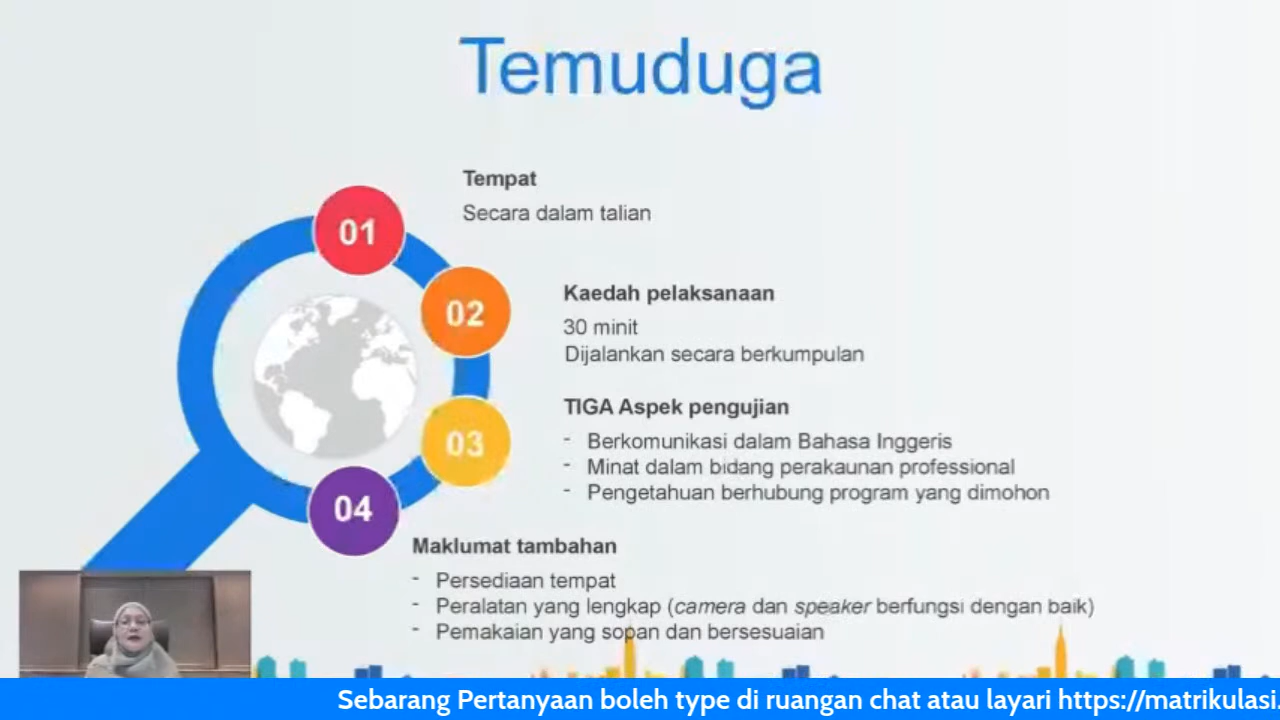 Temuduga
01
Tempat
Secara dalam talian
02
Kaedah pelaksanaan
30 minit
Dijalankan secara berkumpulan
03
TIGA Aspek pengujian
- Berkomunikasi dalam Bahasa Inggeris
- Minat dalam bidang perakaunan professional
- Pengetahuan berhubung program yang dimohon
04
Maklumat tambahan
- Persediaan tempat
- Peralatan yang lengkap (camera dan speaker berfungsi dengan baik)
- Pemakaian yang sopan dan bersesuaian
Sebarang Pertanyaan boleh type di ruangan chat atau layari https://matrikulasi.